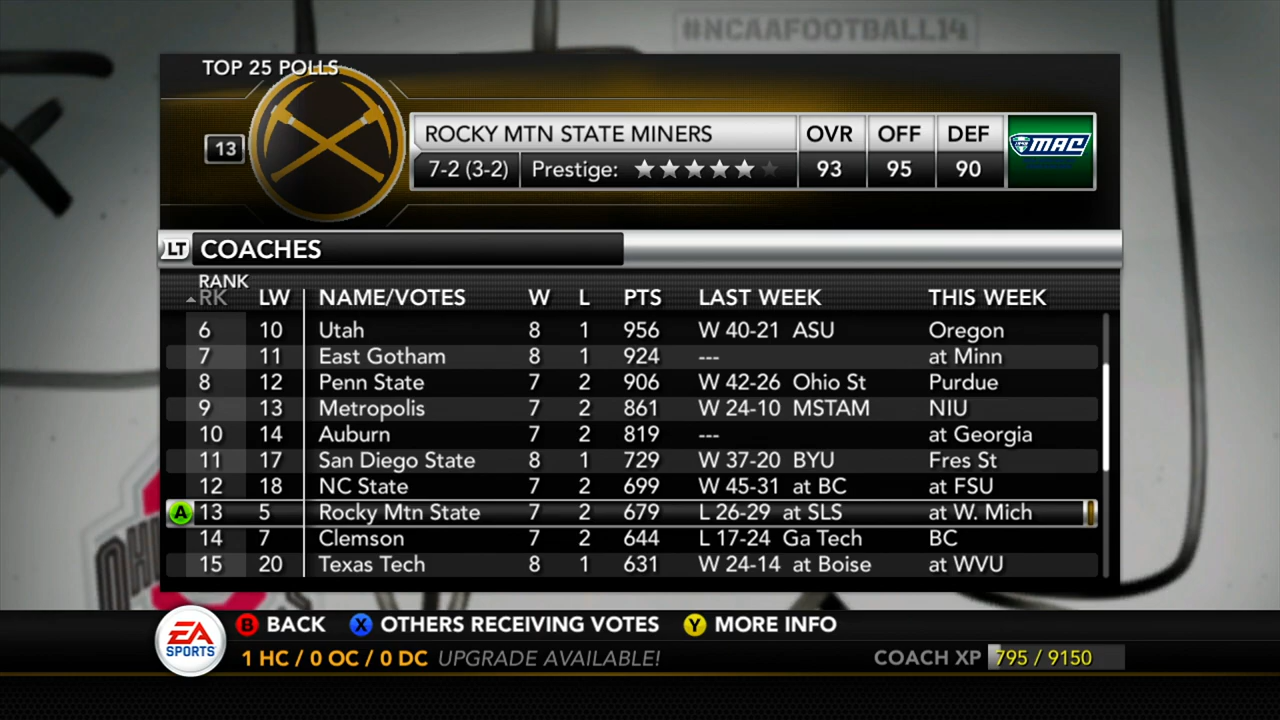 #NCAAFOOTBALL14
TOP 25 POLLS
13
ROCKY MTN STATE MINERS OVR OFF DEF
7-2 (3-2) Prestige: 93 95 90
MAC
LT COACHES
RANK
RK LW NAME/VOTES W L PTS LAST WEEK THIS WEEK
6 10 Utah 8 1 956 W 40-21 ASU Oregon
7 11 East Gotham 8 1 924 --- at Minn
8 12 Penn State 7 2 906 W 42-26 Ohio St Purdue
9 13 Metropolis 7 2 861 W 24-10 MSTAM NIU
10 14 Auburn 7 2 819 --- at Georgia
11 17 San Diego State 8 1 729 W 37-20 BYU Fres St
12 18 NC State 7 2 699 W 45-31 at BC at FSU
A 13 5 Rocky Mtn State 7 2 679 L 26-29 at SLS at W. Mich
14 7 Clemson 7 2 644 L 17-24 Ga Tech BC
15 20 Texas Tech 8 1 631 W 24-14 at Boise at WVU
EA SPORTS
B BACK X OTHERS RECEIVING VOTES Y MORE INFO
1 HC / 0 OC / 0 DC UPGRADE AVAILABLE! COACH XP 795 / 9150